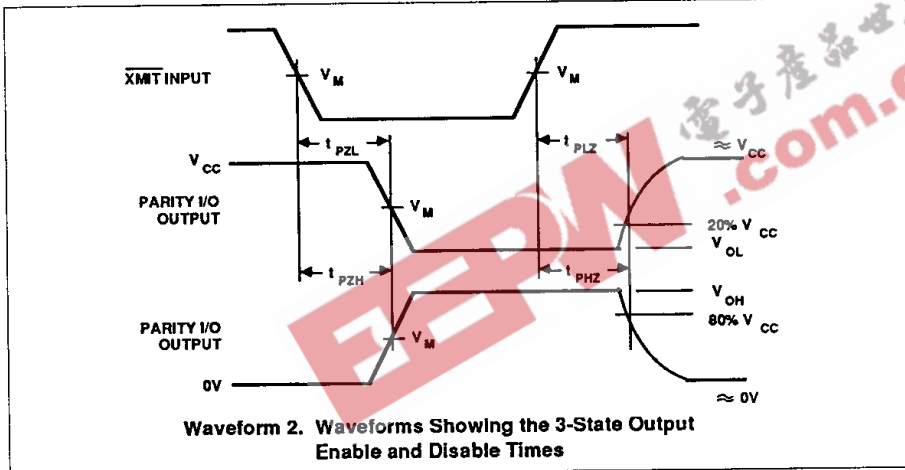 XMIT INPUT
V M
V M
t PZL
t PLZ
V CC
≈ V CC
PARITY I/O
OUTPUT
V M
20% V CC
V OL
t PZH
t PHZ
V OH
80% V CC
PARITY I/O
OUTPUT
V M
0V
≈ 0V
Waveform 2. Waveforms Showing the 3-State Output
Enable and Disable Times
EEPW
電子產品世
.com.c